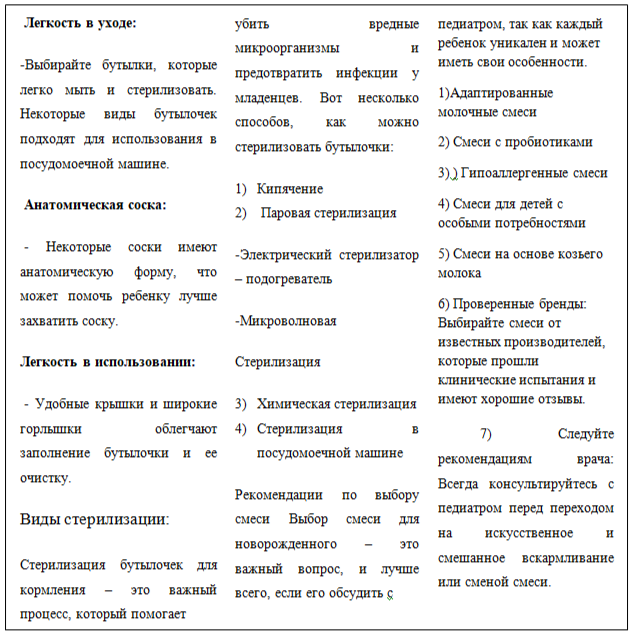 Легкость в уходе:
-Выбирайте бутылки, которые
легко мыть и стерилизовать.
Некоторые виды бутылочек
подходят для использования в
посудомоечной машине.
Анатомическая соска:
- Некоторые соски имеют
анатомическую форму, что
может помочь ребенку лучше
захватить соску.
Легкость в использовании:
- Удобные крышки и широкие
горлышки облегчают
заполнение бутылочки и ее
очистку.
Виды стерилизации:
Стерилизация бутылочек для
кормления – это важный
процесс, который помогает
убить вредные
микроорганизмы и
предотвратить инфекции у
младенцев. Вот несколько
способов, как можно
стерилизовать бутылочки:
1) Кипячение
2) Паровая стерилизация
-Электрический стерилизатор
– подогреватель
-Микроволновая
Стерилизация
3) Химическая стерилизация
4) Стерилизация в
посудомоечной машине
Рекомендации по выбору
смеси Выбор смеси для
новорожденного – это
важный вопрос, и лучше
всего, если его обсудить с
педиатром, так как каждый
ребенок уникален и может
иметь свои особенности.
1)Адаптированные
молочные смеси
2) Смеси с пробиотиками
3).) Гипоаллергенные смеси
4) Смеси для детей с
особыми потребностями
5) Смеси на основе козьего
молока
6) Проверенные бренды:
Выбирайте смеси от
известных производителей,
которые прошли
клинические испытания и
имеют хорошие отзывы.
7) Следуйте
рекомендациям врача:
Всегда консультируйтесь с
педиатром перед переходом
на искусственное и
смешанное вскармливание
или сменой смеси.